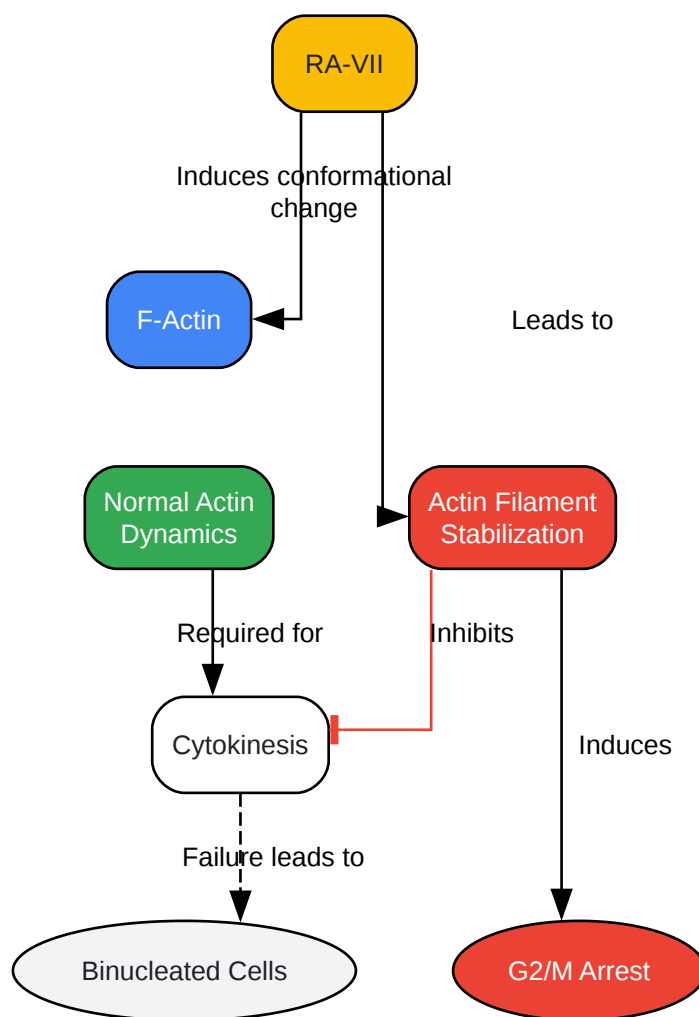 RA-VII
Induces conformational
change
F-Actin
Leads to
Normal Actin
Dynamics
Actin Filament
Stabilization
Required for
Inhibits
Cytokinesis
Induces
Failure leads to
Binucleated Cells
G2/M Arrest